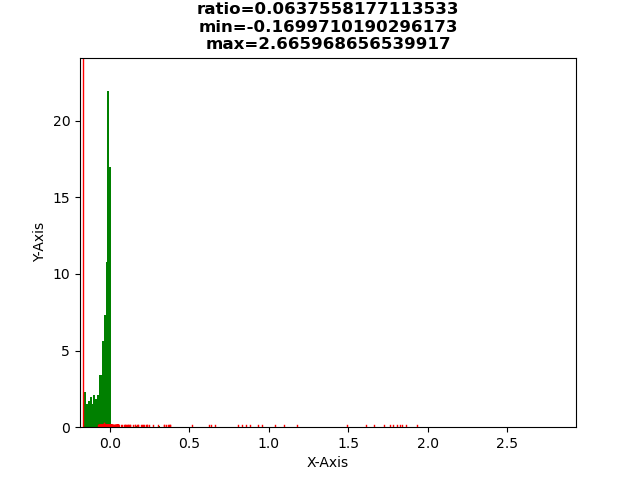 ratio=0.0637558177113533
min=-0.1699710190296173
max=2.665968656539917
20
15
10
5
0
Y-Axis
0.0 0.5 1.0 1.5 2.0 2.5
X-Axis